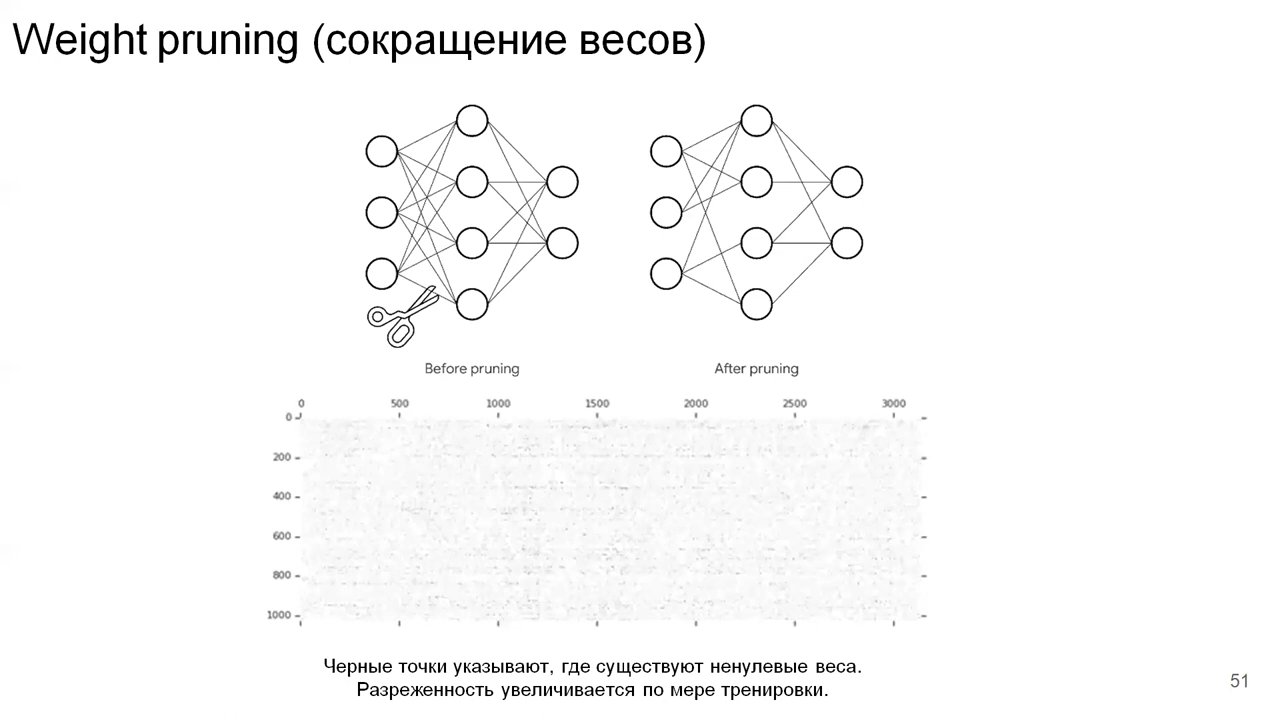 Weight pruning (сокращение весов)
Before pruning
After pruning
0 500 1000 1500 2000 2500 3000
0
200
400
600
800
1000
Черные точки указывают, где существуют ненулевые веса.
Разреженность увеличивается по мере тренировки.
51